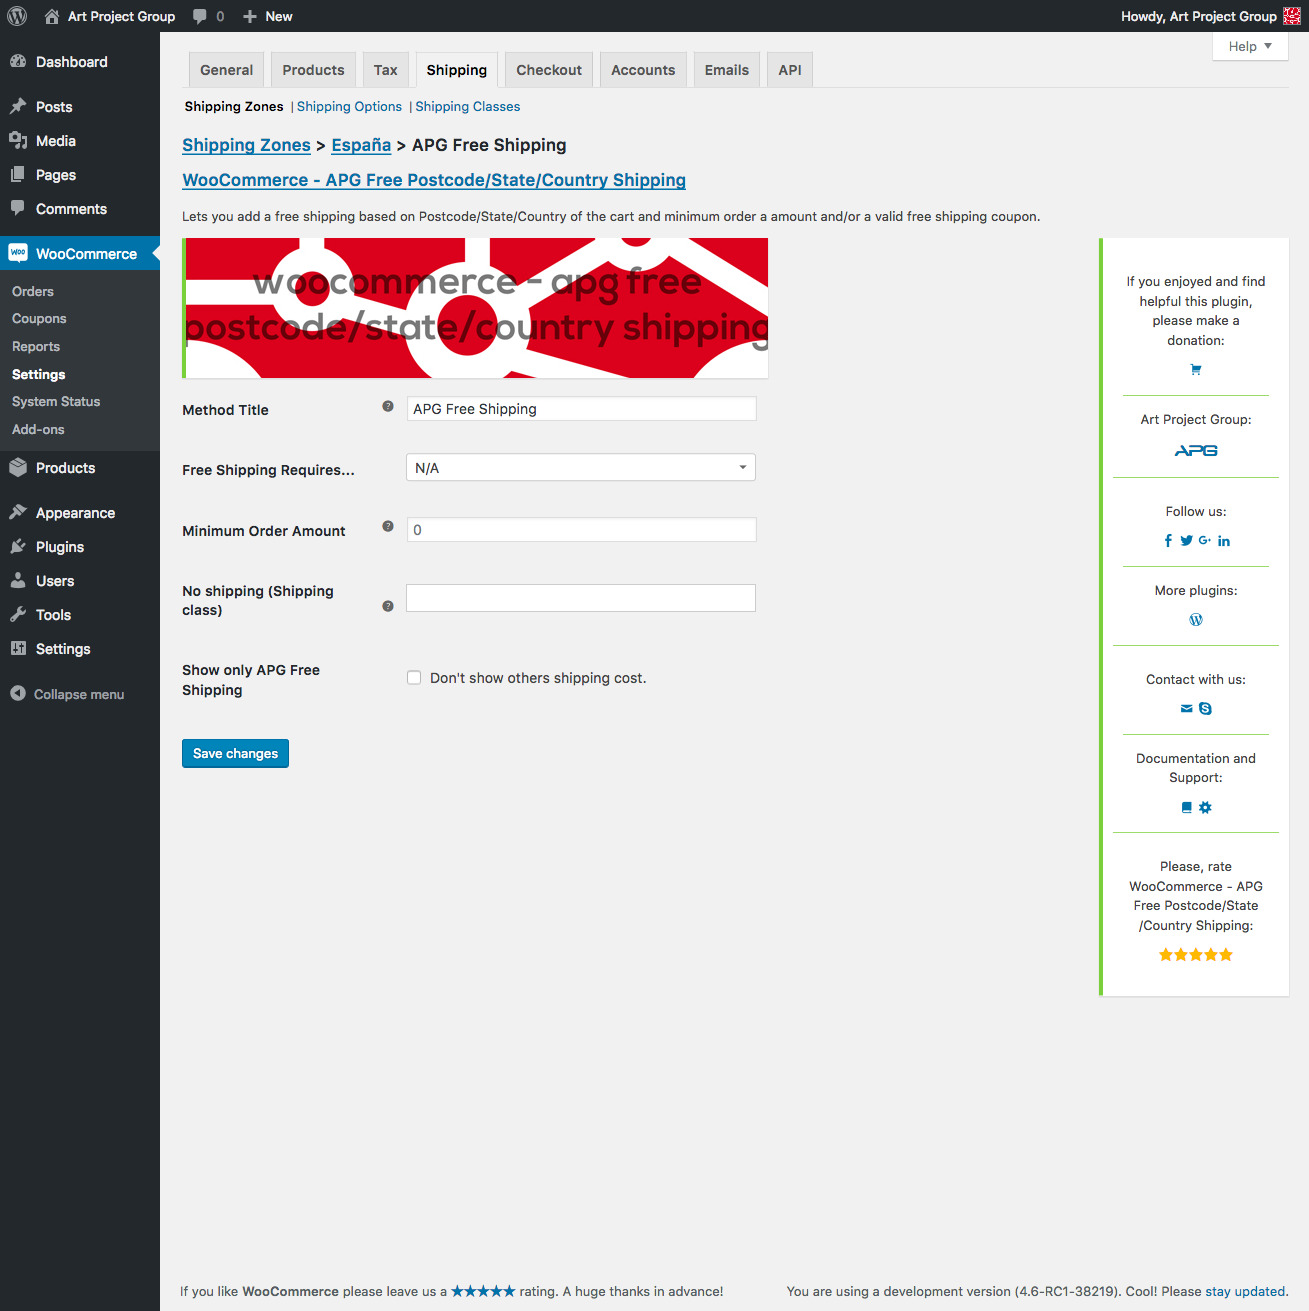 Art Project Group
0
New
Howdy, Art Project Group
Help
Dashboard
Posts
Media
Pages
Comments
WooCommerce
Orders
Coupons
Reports
Settings
System Status
Add-ons
Products
Appearance
Plugins
Users
Tools
Settings
Collapse menu
General
Products
Tax
Shipping
Checkout
Accounts
Emails
API
Shipping Zones | Shipping Options | Shipping Classes
Shipping Zones > España > APG Free Shipping
WooCommerce - APG Free Postcode/State/Country Shipping
Lets you add a free shipping based on Postcode/State/Country of the cart and minimum order a amount and/or a valid free shipping coupon.
woocommerce - apg free
postcode/state/country shipping
Method Title
APG Free Shipping
Free Shipping Requires...
N/A
Minimum Order Amount
0
No shipping (Shipping
class)
Show only APG Free
Shipping
Don't show others shipping cost.
Save changes
If you enjoyed and find
helpful this plugin,
please make a
donation:
Art Project Group:
APG
Follow us:
More plugins:
Contact with us:
Documentation and
Support:
Please, rate
WooCommerce - APG
Free Postcode/State
/Country Shipping:
If you like WooCommerce please leave us a ★★★★★ rating. A huge thanks in advance!
You are using a development version (4.6-RC1-38219). Cool! Please stay updated.